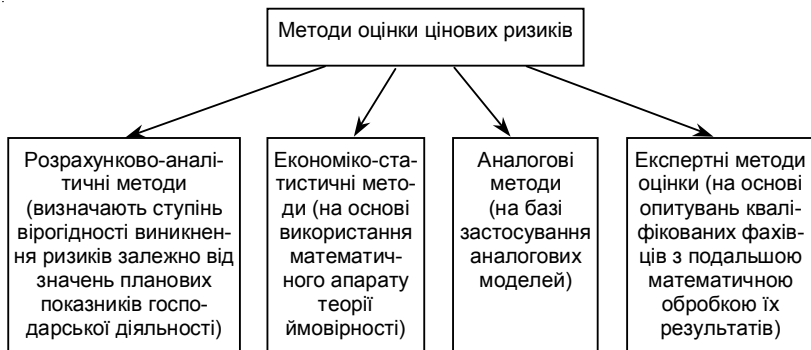 Методи оцінки цінових ризиків
Розрахунково-аналі-
тичні методи
(визначають ступінь
вірогідності виникнен-
ня ризиків залежно від
значень планових
показників госпо-
дарської діяльності)
Економіко-ста-
тистичні мето-
ди (на основі
використання
математич-
ного апарату
теорії
ймовірності)
Аналогові
методи
(на базі
застосування
аналогових
моделей)
Експертні методи
оцінки (на основі
опитувань квалі-
фікованих фахів-
ців з подальшою
математичною
обробкою їх
результатів)